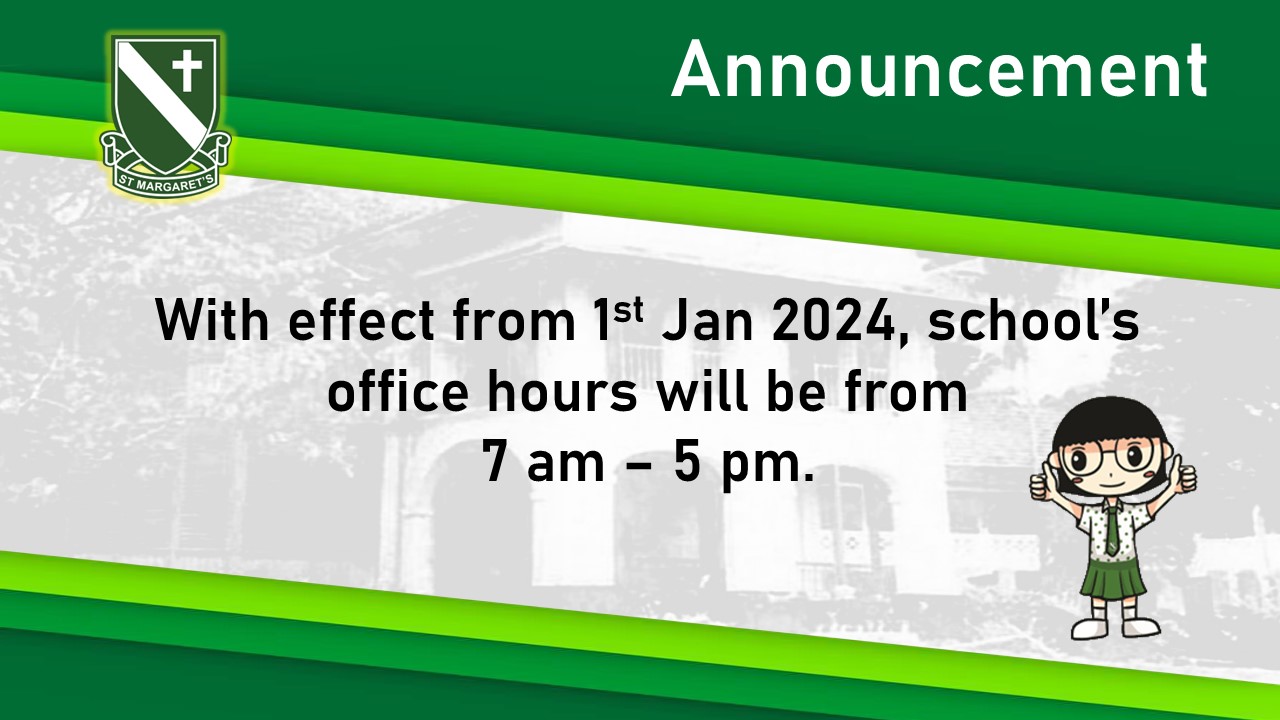 Announcement
ST MARGARET'S
With effect from 1st Jan 2024, school's
office hours will be from
7 am – 5 pm.